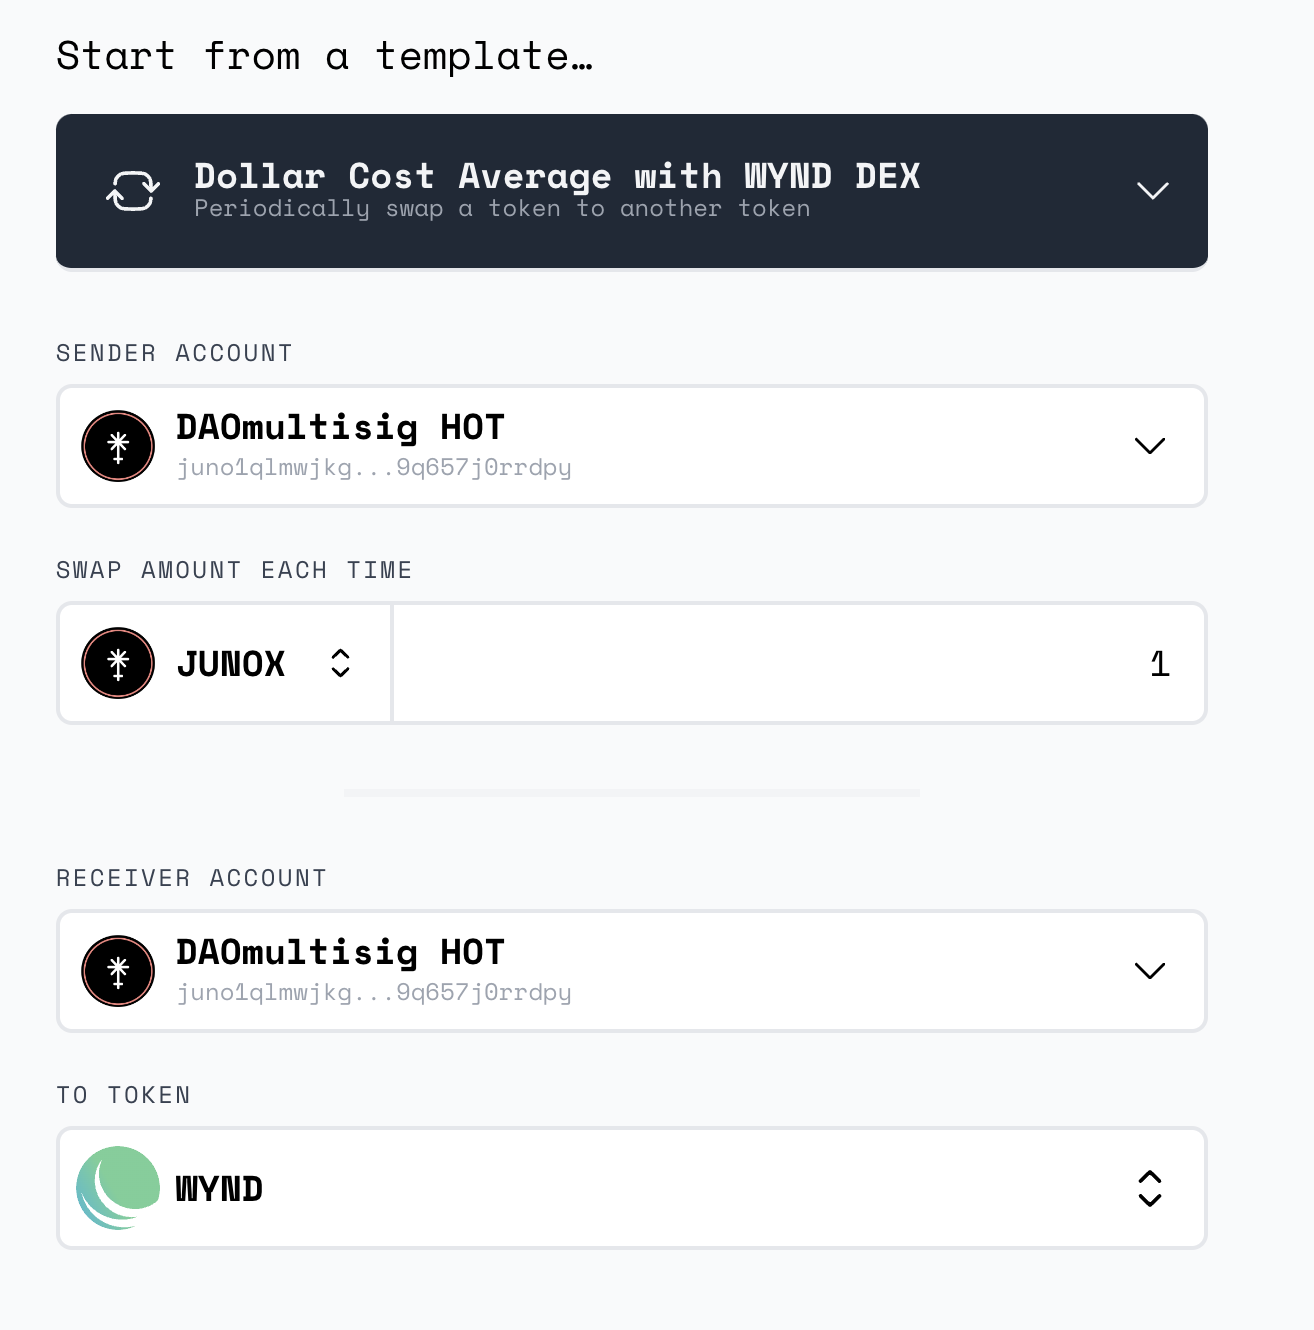 Start from a template…
Dollar Cost Average with WYND DEX
Periodically swap a token to another token
SENDER ACCOUNT
DAOmultisig HOT
juno1qlmwjkg...9q657j0rrdpy
SWAP AMOUNT EACH TIME
JUNOX
1
RECEIVER ACCOUNT
DAOmultisig HOT
juno1qlmwjkg...9q657j0rrdpy
TO TOKEN
WYND